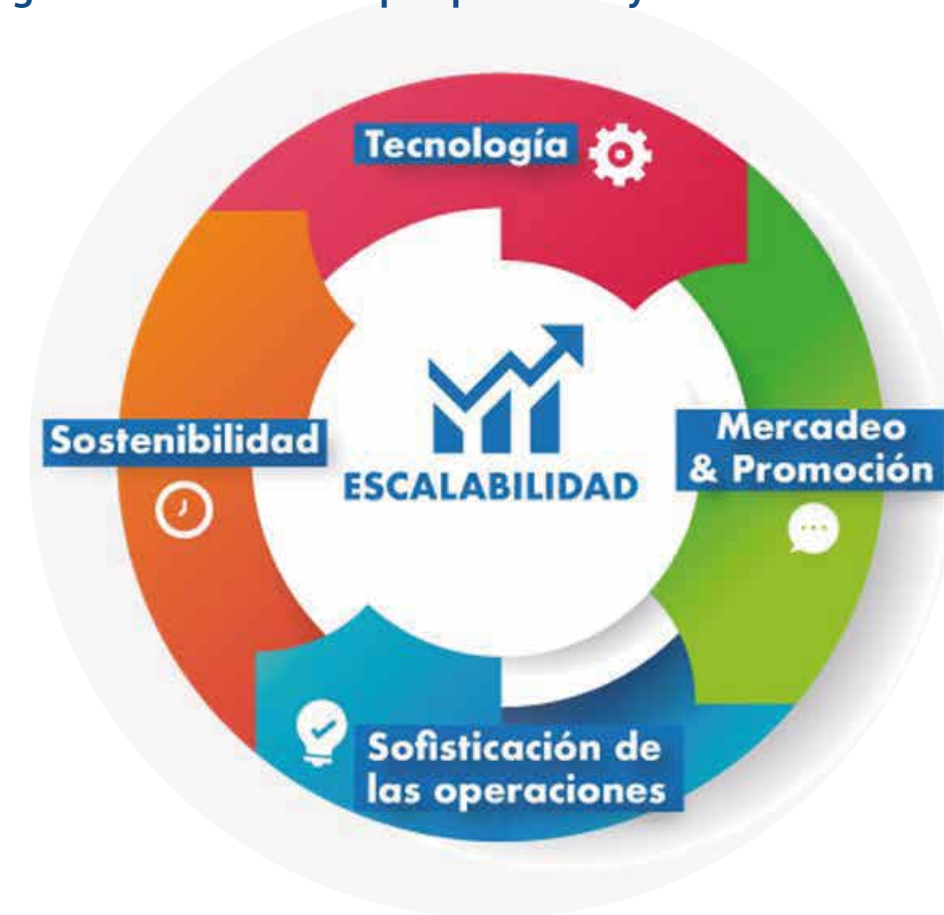 Tecnología
Sostenibilidad
ESCALABILIDAD
Mercadeo
& Promoción
Sofisticación de
las operaciones